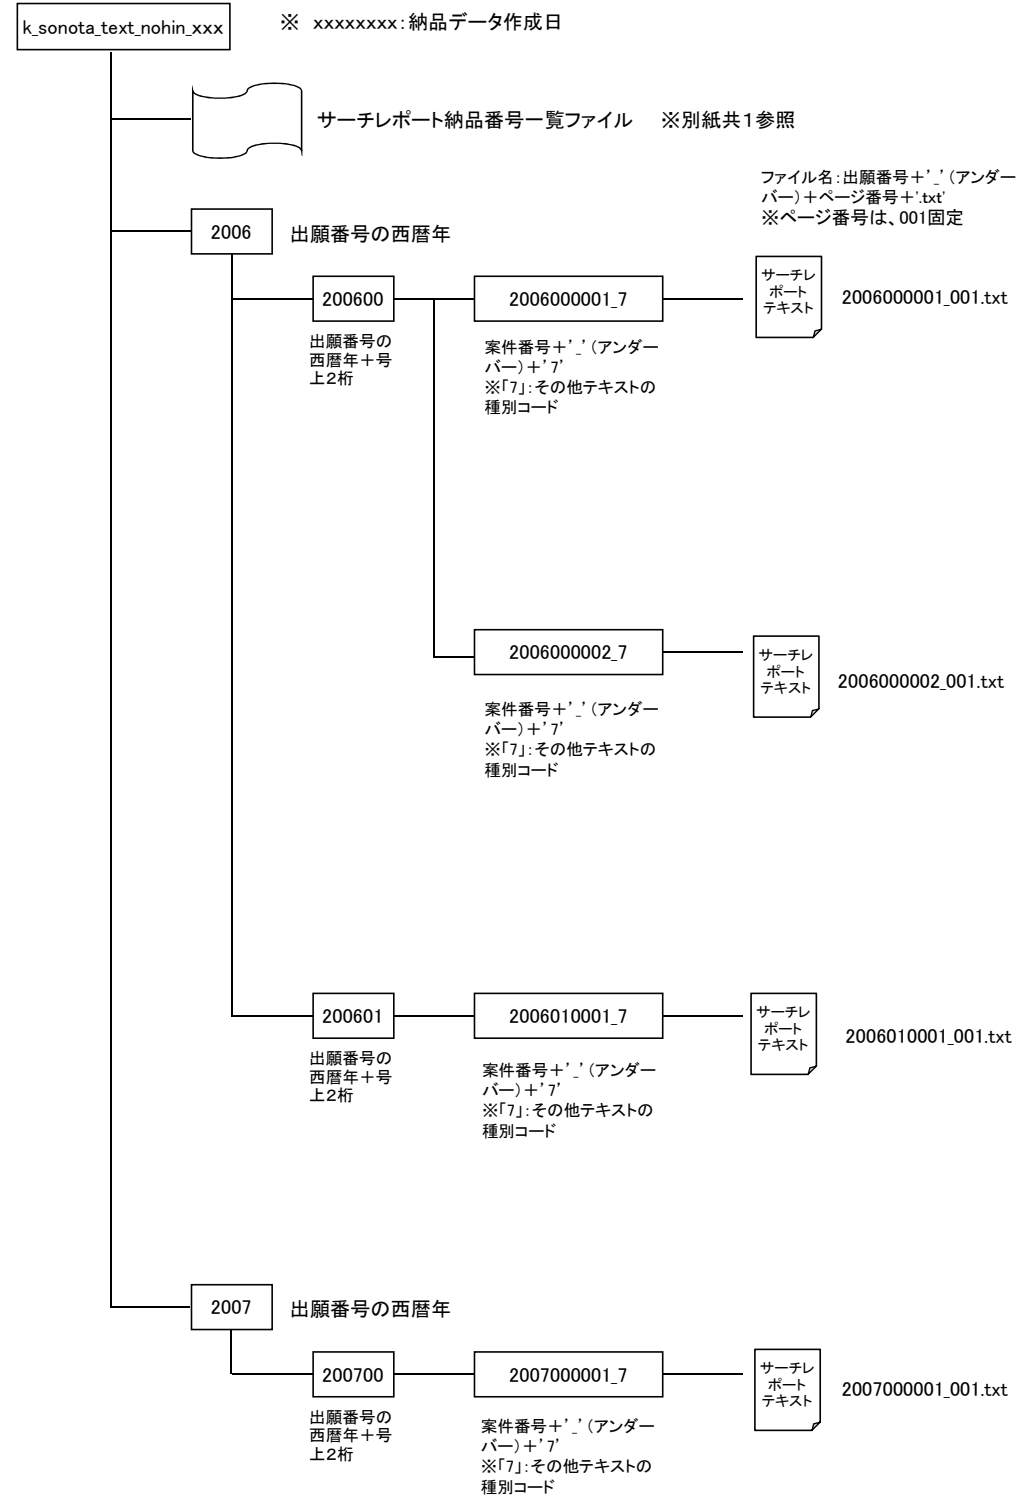 k_sonota_text_nohin_xxx
※ xxxxxxxx:納品データ作成日
サーチレポート納品番号一覧ファイル ※別紙共1参照
ファイル名:出願番号+'_'(アンダー
バー)+ページ番号+'.txt'
※ページ番号は、001固定
2006
出願番号の西暦年
200600
2006000001_7
サーチレ
ポート
テキスト
2006000001_001.txt
出願番号の
西暦年+号
上2桁
案件番号+'_'(アンダー
バー)+'7'
※「7」:その他テキストの
種別コード
2006000002_7
サーチレ
ポート
テキスト
2006000002_001.txt
案件番号+'_'(アンダー
バー)+'7'
※「7」:その他テキストの
種別コード
200601
2006010001_7
サーチレ
ポート
テキスト
2006010001_001.txt
出願番号の
西暦年+号
上2桁
案件番号+'_'(アンダー
バー)+'7'
※「7」:その他テキストの
種別コード
2007
出願番号の西暦年
200700
2007000001_7
サーチレ
ポート
テキスト
2007000001_001.txt
出願番号の
西暦年+号
上2桁
案件番号+'_'(アンダー
バー)+'7'
※「7」:その他テキストの
種別コード